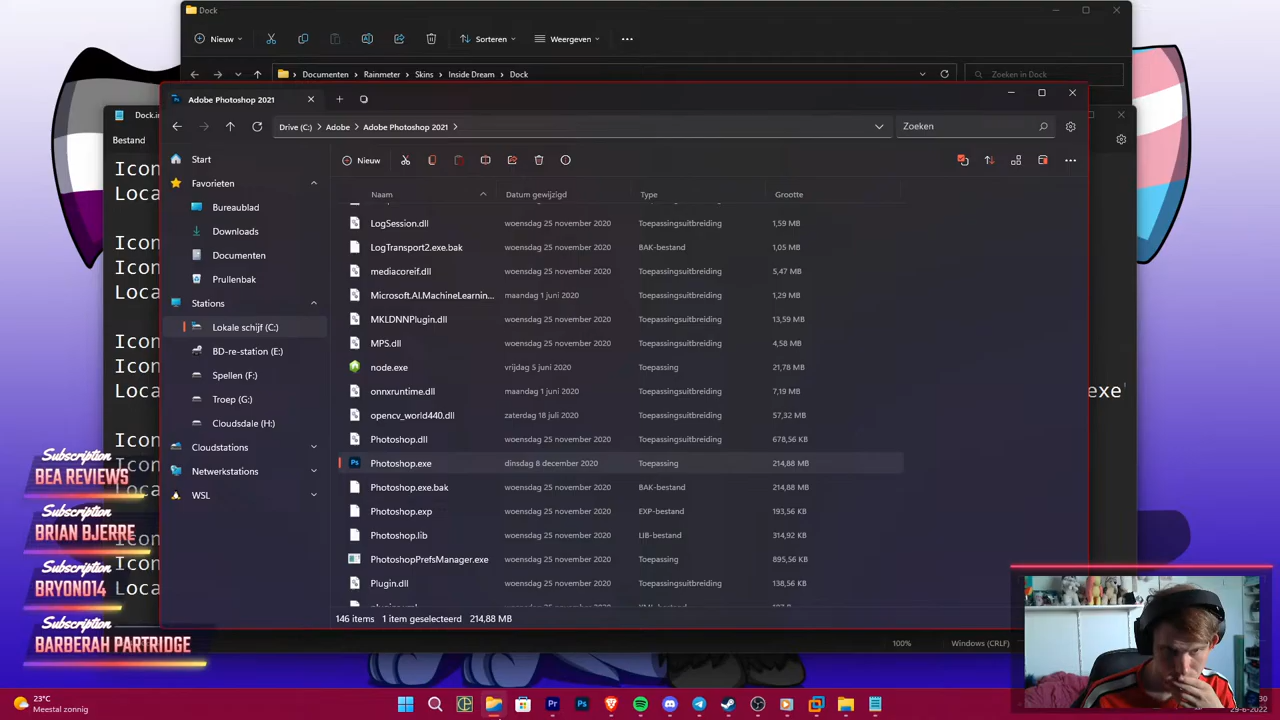 Dock
Nieuw
Sorteren
Weergeven
Documenten
Rainmeter
Skins
Inside Dream
Dock
Zoeken in Dock
Dock.in
Bestand
Adobe Photoshop 2021
Drive (C:)
Adobe
Adobe Photoshop 2021
Zoeken
Nieuw
Start
Favorieten
Bureaublad
Downloads
Documenten
Prullenbak
Stations
Lokale schijf (C:)
BD-re-station (E:)
Spellen (F:)
Troep (G:)
Cloudsdale (H:)
Cloudstations
Netwerkstations
WSL
Naam Datum gewijzigd Type Grootte
LogSession.dll woensdag 25 november 2020 Toepassingsuitbreiding 1,59 MB
LogTransport2.exe.bak woensdag 25 november 2020 BAK-bestand 1,05 MB
mediacoreif.dll woensdag 25 november 2020 Toepassingsuitbreiding 5,47 MB
Microsoft.AI.MachineLearnin... maandag 1 juni 2020 Toepassingsuitbreiding 1,29 MB
MKLDNNPlugin.dll woensdag 25 november 2020 Toepassingsuitbreiding 13,59 MB
MPS.dll woensdag 25 november 2020 Toepassingsuitbreiding 4,58 MB
node.exe vrijdag 5 juni 2020 Toepassing 21,78 MB
onnxruntime.dll maandag 1 juni 2020 Toepassingsuitbreiding 7,19 MB
opencv_world440.dll zaterdag 18 juli 2020 Toepassingsuitbreiding 57,32 MB
Photoshop.dll woensdag 25 november 2020 Toepassingsuitbreiding 678,56 KB
Photoshop.exe dinsdag 8 december 2020 Toepassing 214,88 MB
Photoshop.exe.bak woensdag 25 november 2020 BAK-bestand 214,88 MB
Photoshop.exp woensdag 25 november 2020 EXP-bestand 193,56 KB
Photoshop.lib woensdag 25 november 2020 LIB-bestand 314,92 KB
PhotoshopPrefsManager.exe woensdag 25 november 2020 Toepassing 895,56 KB
Plugin.dll woensdag 25 november 2020 Toepassingsuitbreiding 138,56 KB
146 items 1 item geselecteerd 214,88 MB
Icon
Loca
Icon
Icon
Loca
Icon
Icon
Loca
Icon
Icon
Loca
exe"
100%
Windows (CRLF)
Subscription
BEA REVIEWS
Subscription
BRIAN BJERRE
Subscription
BRYONO14
Subscription
BARBERAH PARTRIDGE
23°C
Meestal zonnig
30
29-6-2022